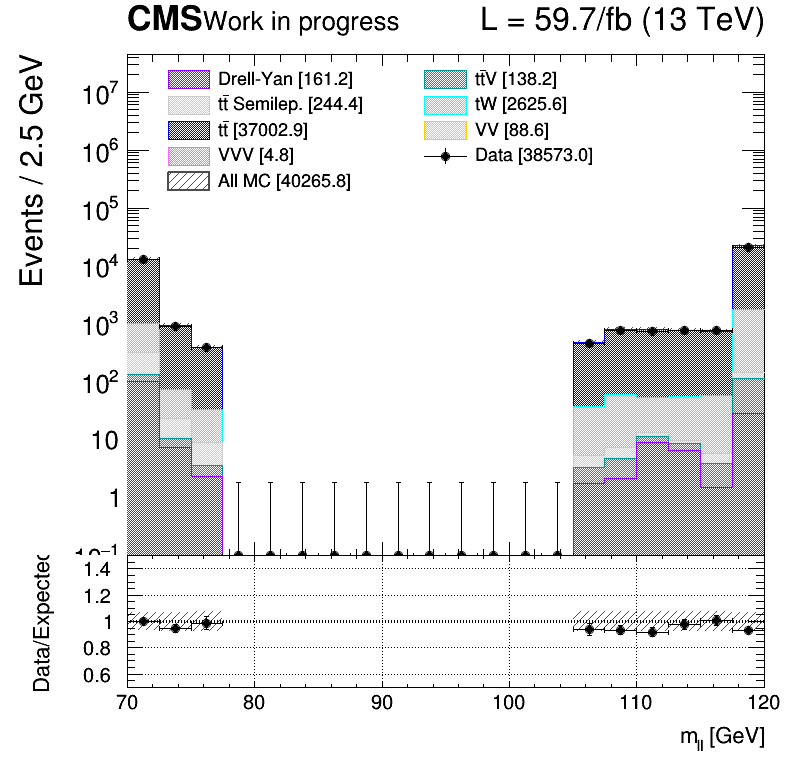 CMS Work in progress L = 59.7/fb (13 TeV)
Events / 2.5 GeV
Drell-Yan [161.2]
tt̄ Semilep. [244.4]
tt̄ [37002.9]
VVV [4.8]
All MC [40265.8]
tt̄V [138.2]
tW [2625.6]
VV [88.6]
Data [38573.0]
10⁷
10⁶
10⁵
10⁴
10³
10²
10
1
10⁻¹
Data/Expected
1.4
1.2
1
0.8
0.6
70 80 90 100 110 120
m_ll [GeV]